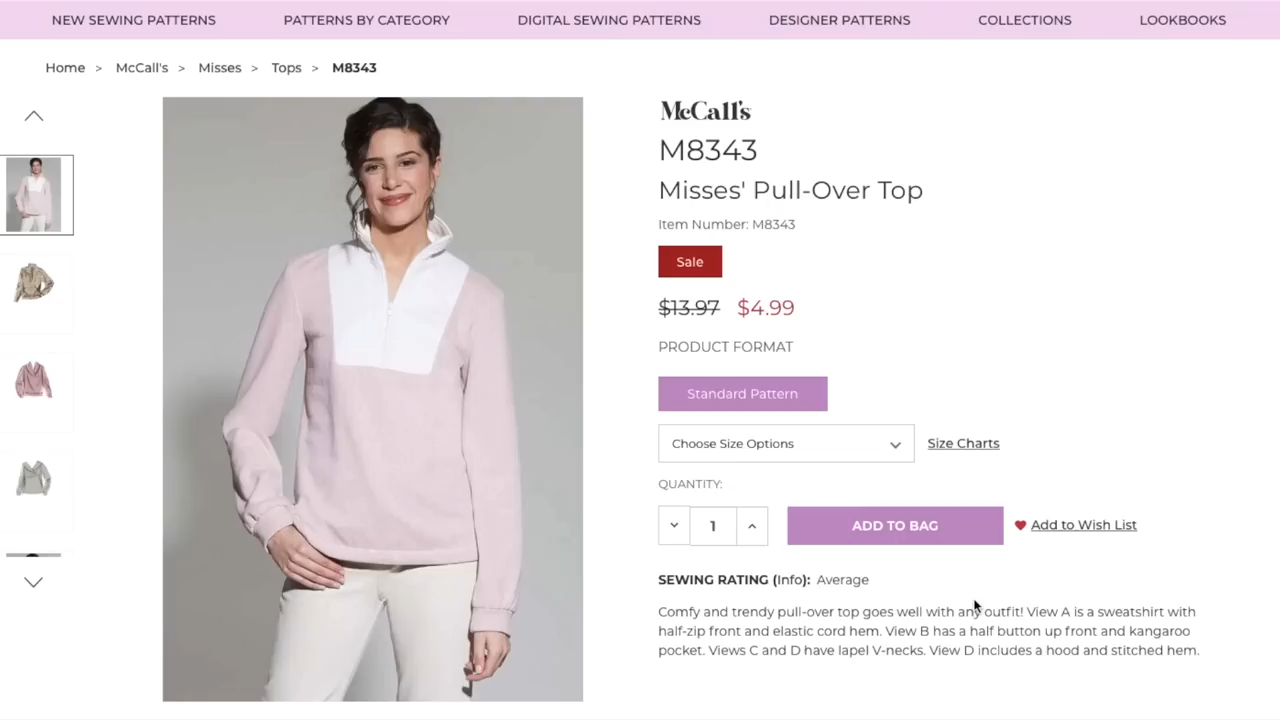 NEW SEWING PATTERNS PATTERNS BY CATEGORY DIGITAL SEWING PATTERNS DESIGNER PATTERNS COLLECTIONS LOOKBOOKS
Home > McCall's > Misses > Tops > M8343
McCall's
M8343
Misses' Pull-Over Top
Item Number: M8343
Sale
$13.97 $4.99
PRODUCT FORMAT
Standard Pattern
Choose Size Options Size Charts
QUANTITY:
1 ADD TO BAG Add to Wish List
SEWING RATING (Info): Average
Comfy and trendy pull-over top goes well with any outfit! View A is a sweatshirt with
half-zip front and elastic cord hem. View B has a half button up front and kangaroo
pocket. Views C and D have lapel V-necks. View D includes a hood and stitched hem.